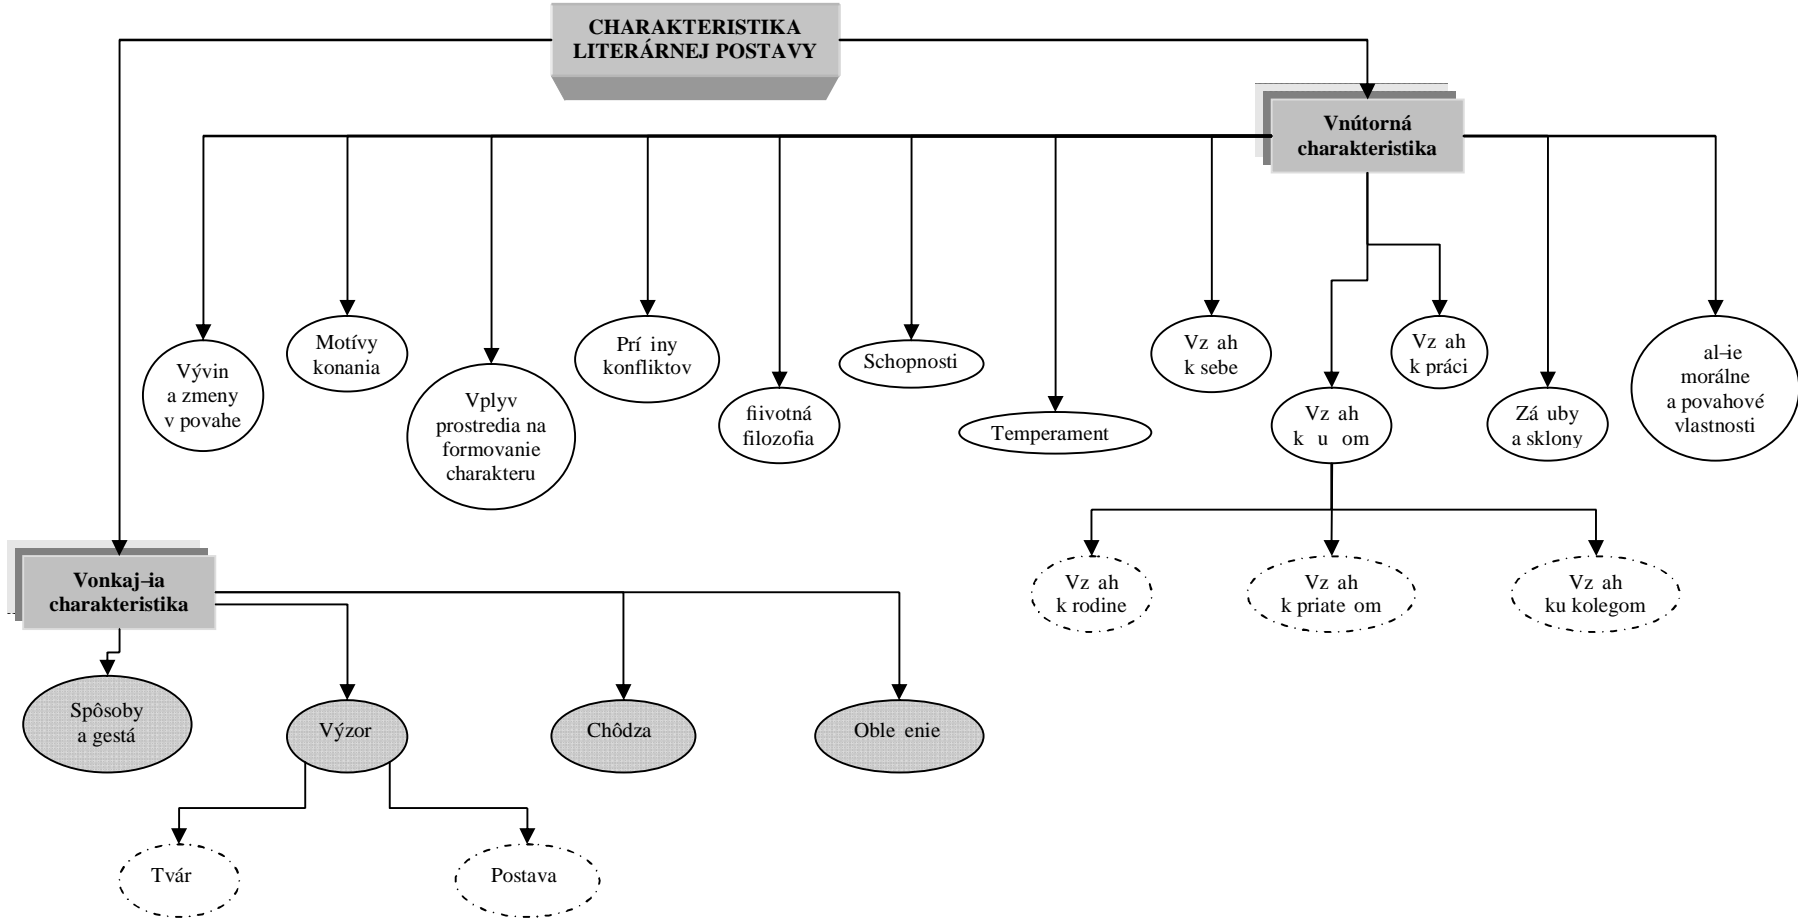 CHARAKTERISTIKA
LITERÁRNEJ POSTAVY
Vnútorná
charakteristika
Vývin
a zmeny
v povahe
Motívy
konania
Vplyv
prostredia na
formovanie
charakteru
Prí iny
konfliktov
fiivotná
filozofia
Schopnosti
Temperament
Vz ah
k sebe
Vz ah
k u om
Vz ah
k práci
Zá uby
a sklony
al–ie
morálne
a povahové
vlastnosti
Vz ah
k rodine
Vz ah
k priate om
Vz ah
ku kolegom
Vonkaj–ia
charakteristika
Spôsoby
a gestá
Výzor
Chôdza
Oble enie
Tvár
Postava